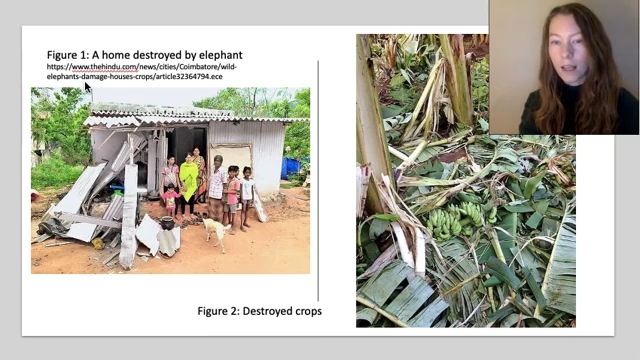 Figure 1: A home destroyed by elephant
https://www.thehindu.com/news/cities/Coimbatore/wild-
elephants-damage-houses-crops/article32364794.ece
Figure 2: Destroyed crops